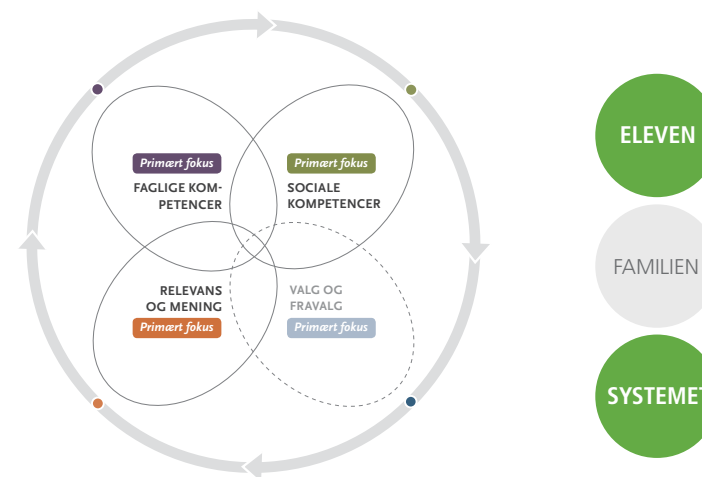 Primært fokus
FAGLIGE KOM-
PETENCER
Primært fokus
SOCIALE
KOMPETENCER
RELEVANS
OG MENING
Primært fokus
VALG OG
FRAVALG
Primært fokus
ELEVEN
FAMILIEN
SYSTEMET